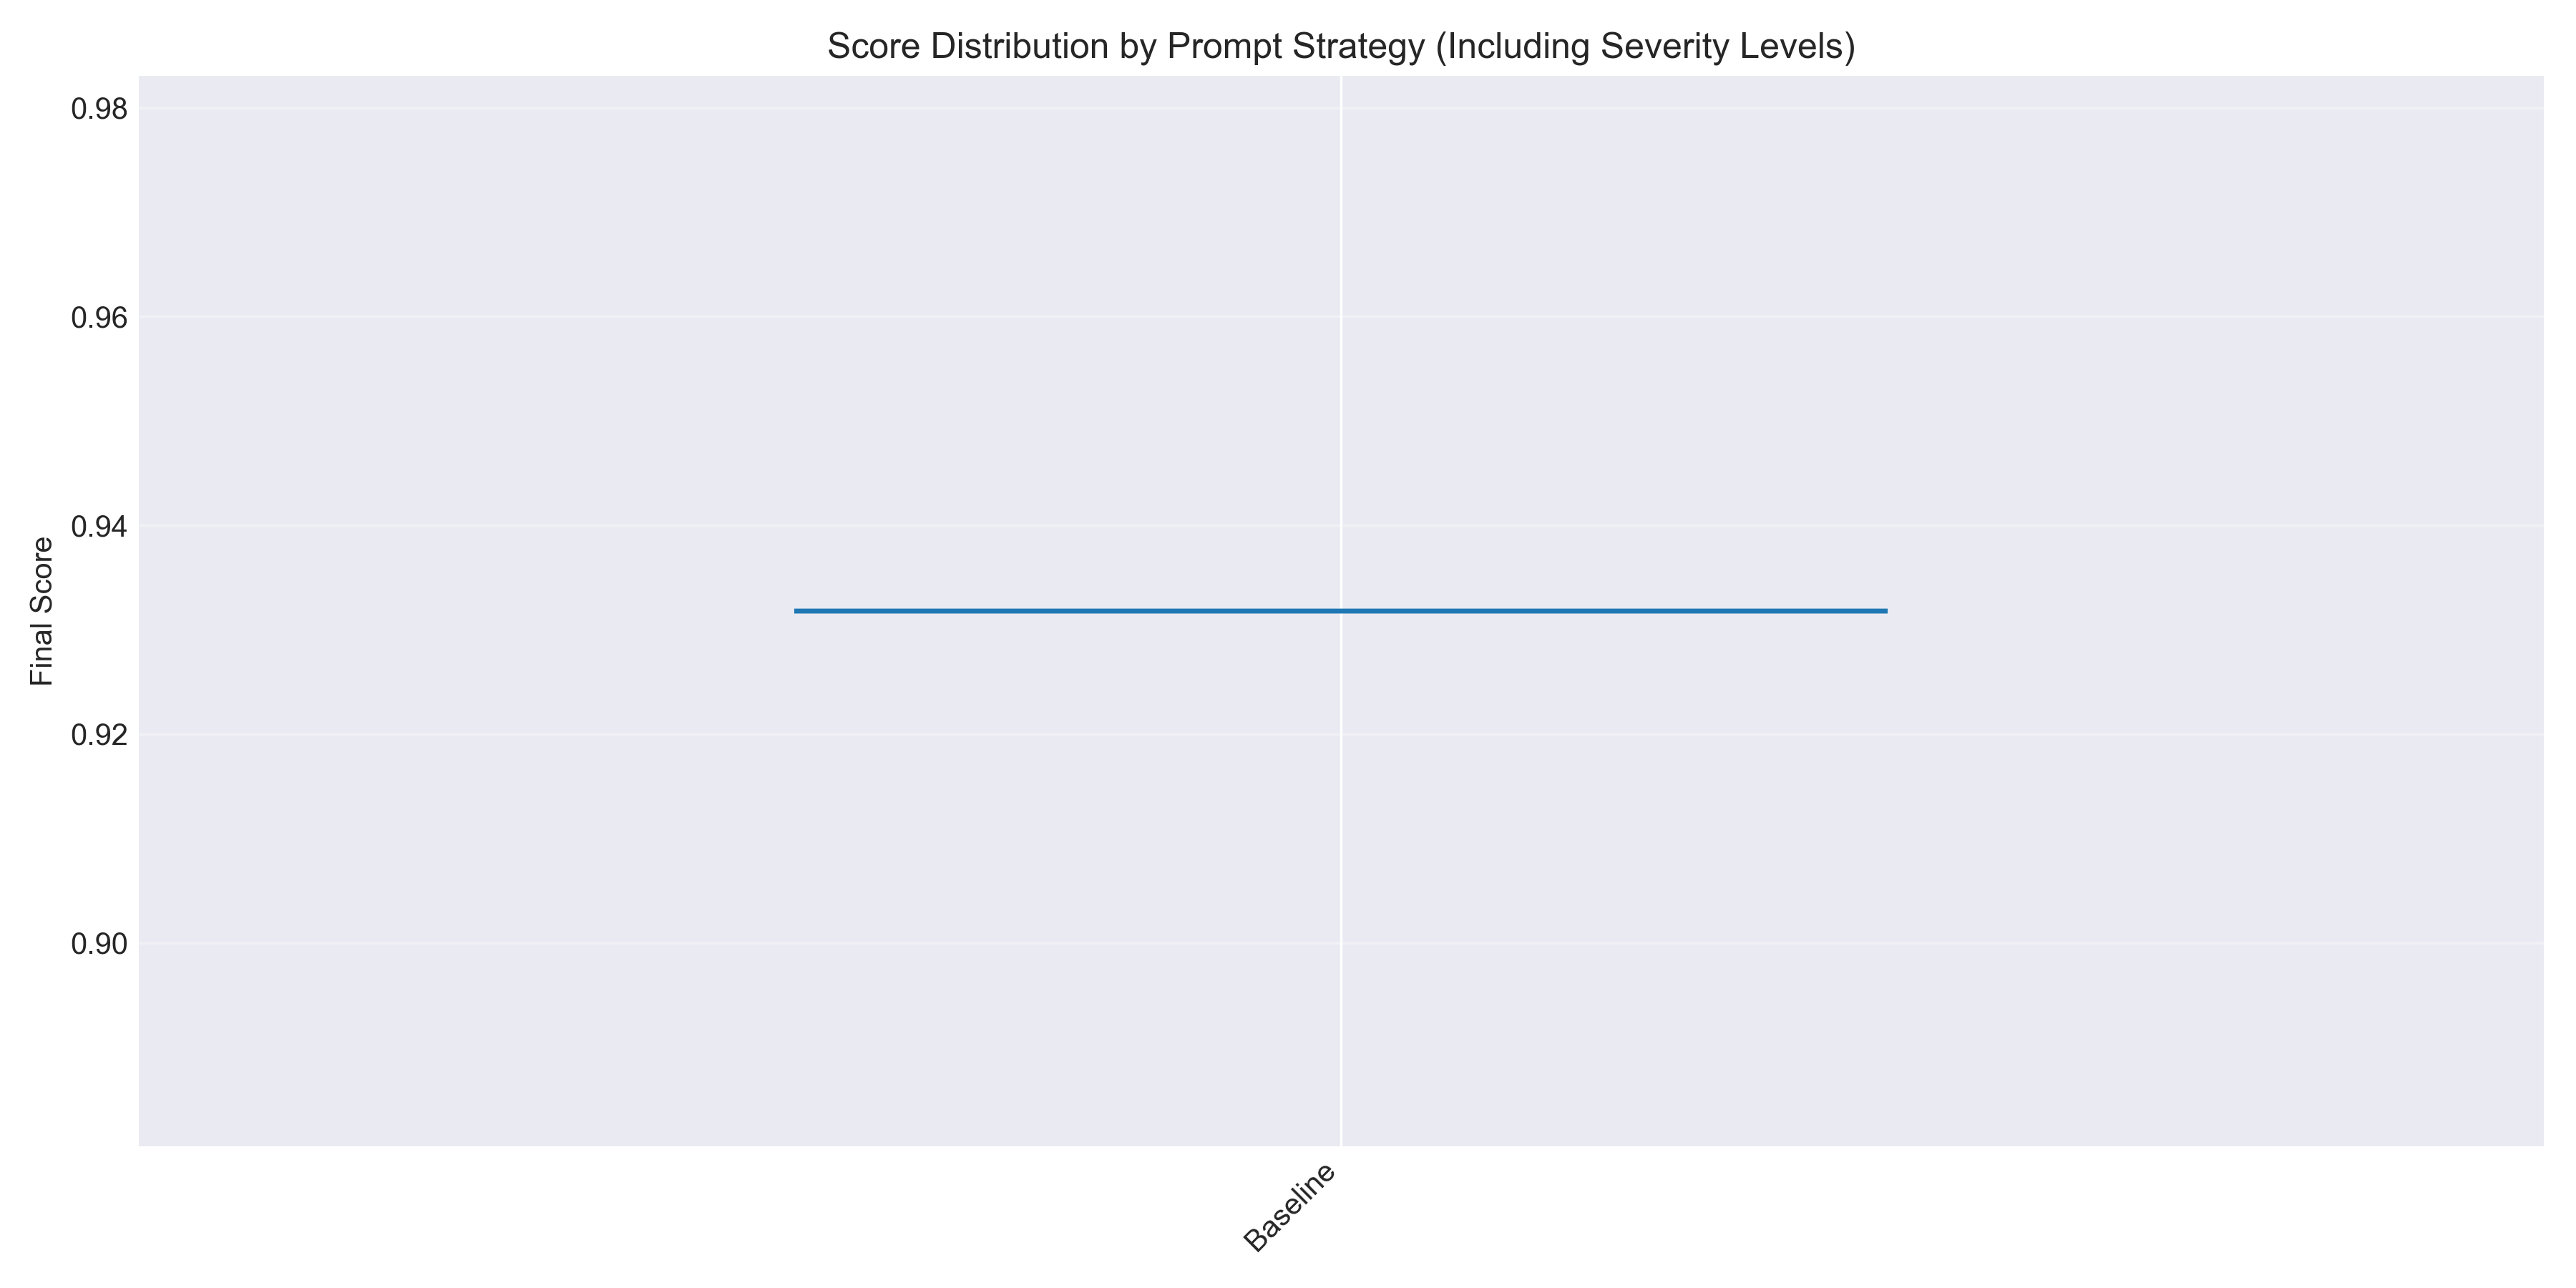 Score Distribution by Prompt Strategy (Including Severity Levels)
0.98
0.96
0.94
0.92
0.90
Final Score
Baseline